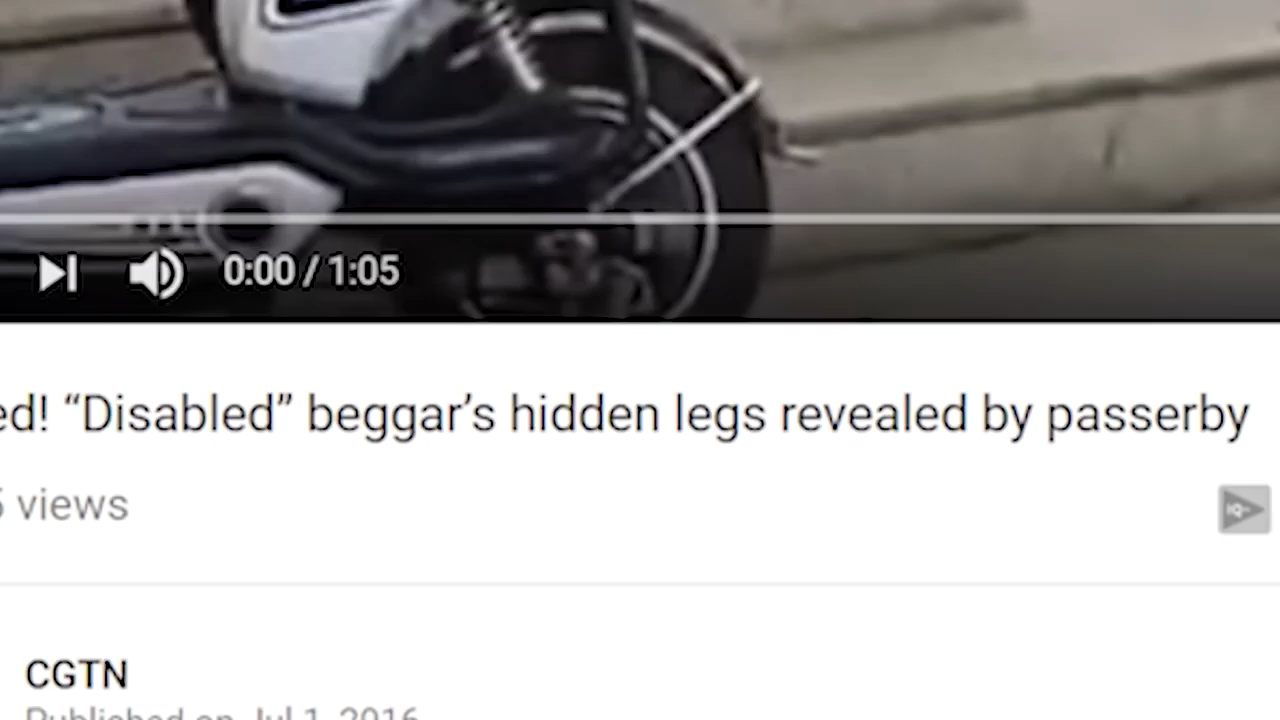 0:00 / 1:05
ed! “Disabled” beggar’s hidden legs revealed by passerby
views
CGTN
Published on Jul 1, 2016